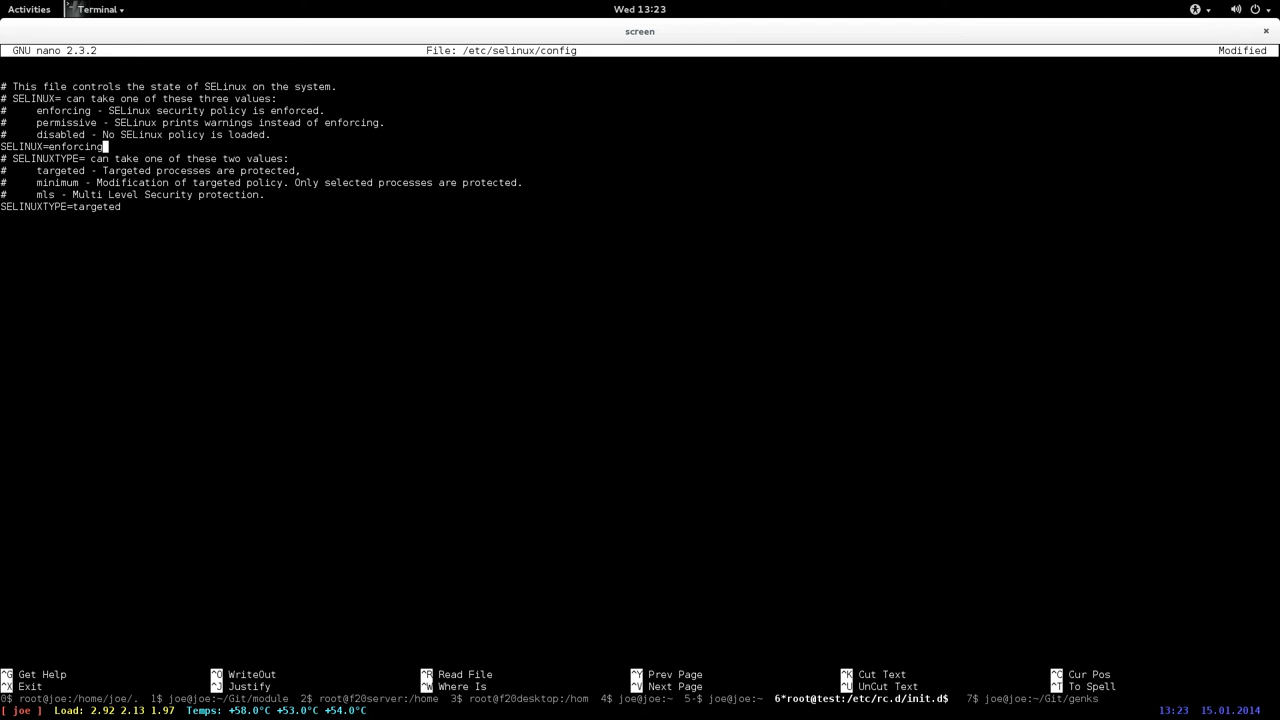 Activities Terminal Wed 13:23
screen ×
GNU nano 2.3.2 File: /etc/selinux/config Modified
# This file controls the state of SELinux on the system.
# SELINUX= can take one of these three values:
# enforcing - SELinux security policy is enforced.
# permissive - SELinux prints warnings instead of enforcing.
# disabled - No SELinux policy is loaded.
SELINUX=enforcing
# SELINUXTYPE= can take one of these two values:
# targeted - Targeted processes are protected,
# minimum - Modification of targeted policy. Only selected processes are protected.
# mls - Multi Level Security protection.
SELINUXTYPE=targeted
^G Get Help ^O WriteOut ^R Read File ^Y Prev Page ^K Cut Text ^C Cur Pos
^X Exit ^J Justify ^W Where Is ^V Next Page ^U UnCut Text ^T To Spell
0$ root@joe:/home/joe/. 1$ joe@joe:~/Git/module 2$ root@f20server:/home 3$ root@f20desktop:/hom 4$ joe@joe:~ 5-$ joe@joe:~ 6*root@test:/etc/rc.d/init.d$ 7$ joe@joe:~/Git/genks
[ joe ] Load: 2.92 2.13 1.97 Temps: +58.0°C +53.0°C +54.0°C 13:23 15.01.2014